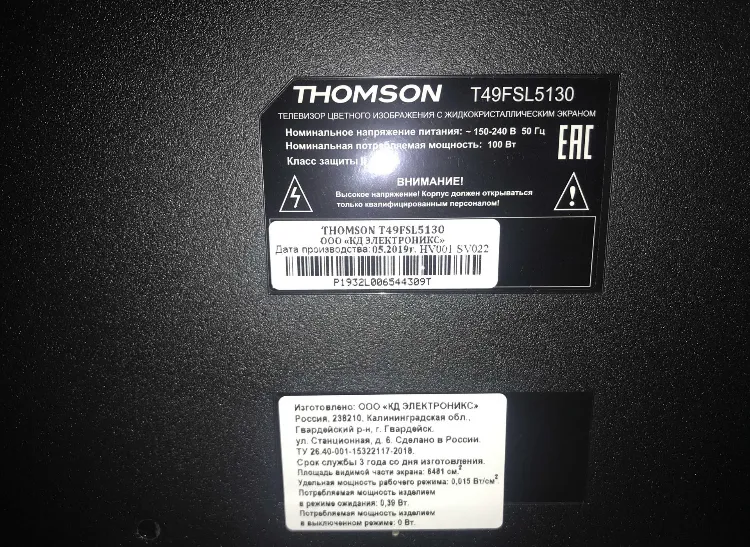 THOMSON T49FSL5130
ТЕЛЕВИЗОР ЦВЕТНОГО ИЗОБРАЖЕНИЯ С ЖИДКОКРИСТАЛЛИЧЕСКИМ ЭКРАНОМ
Номинальное напряжение питания: ~ 150-240 В 50 Гц
Номинальная потребляемая мощность: 100 Вт
Класс защиты
EAC
ВНИМАНИЕ!
Высокое напряжение! Корпус должен открываться
только квалифицированным персоналом!
THOMSON T49FSL5130
ООО «КД ЭЛЕКТРОНИКС»
Дата производства: 05.2019г. HV001 SV022
P1932L006544309T
Изготовлено: ООО «КД ЭЛЕКТРОНИКС»
Россия, 238210, Калининградская обл.,
Гвардейский р-н, г. Гвардейск,
ул. Станционная, д. 6. Сделано в России.
ТУ 26.40-001-15322117-2018.
Срок службы 3 года со дня изготовления.
Площадь видимой части экрана: 6481 см²
Удельная мощность рабочего режима: 0,015 Вт/см²
Потребляемая мощность изделием
в режиме ожидания: 0,39 Вт.
Потребляемая мощность изделием
в выключенном режиме: 0 Вт.